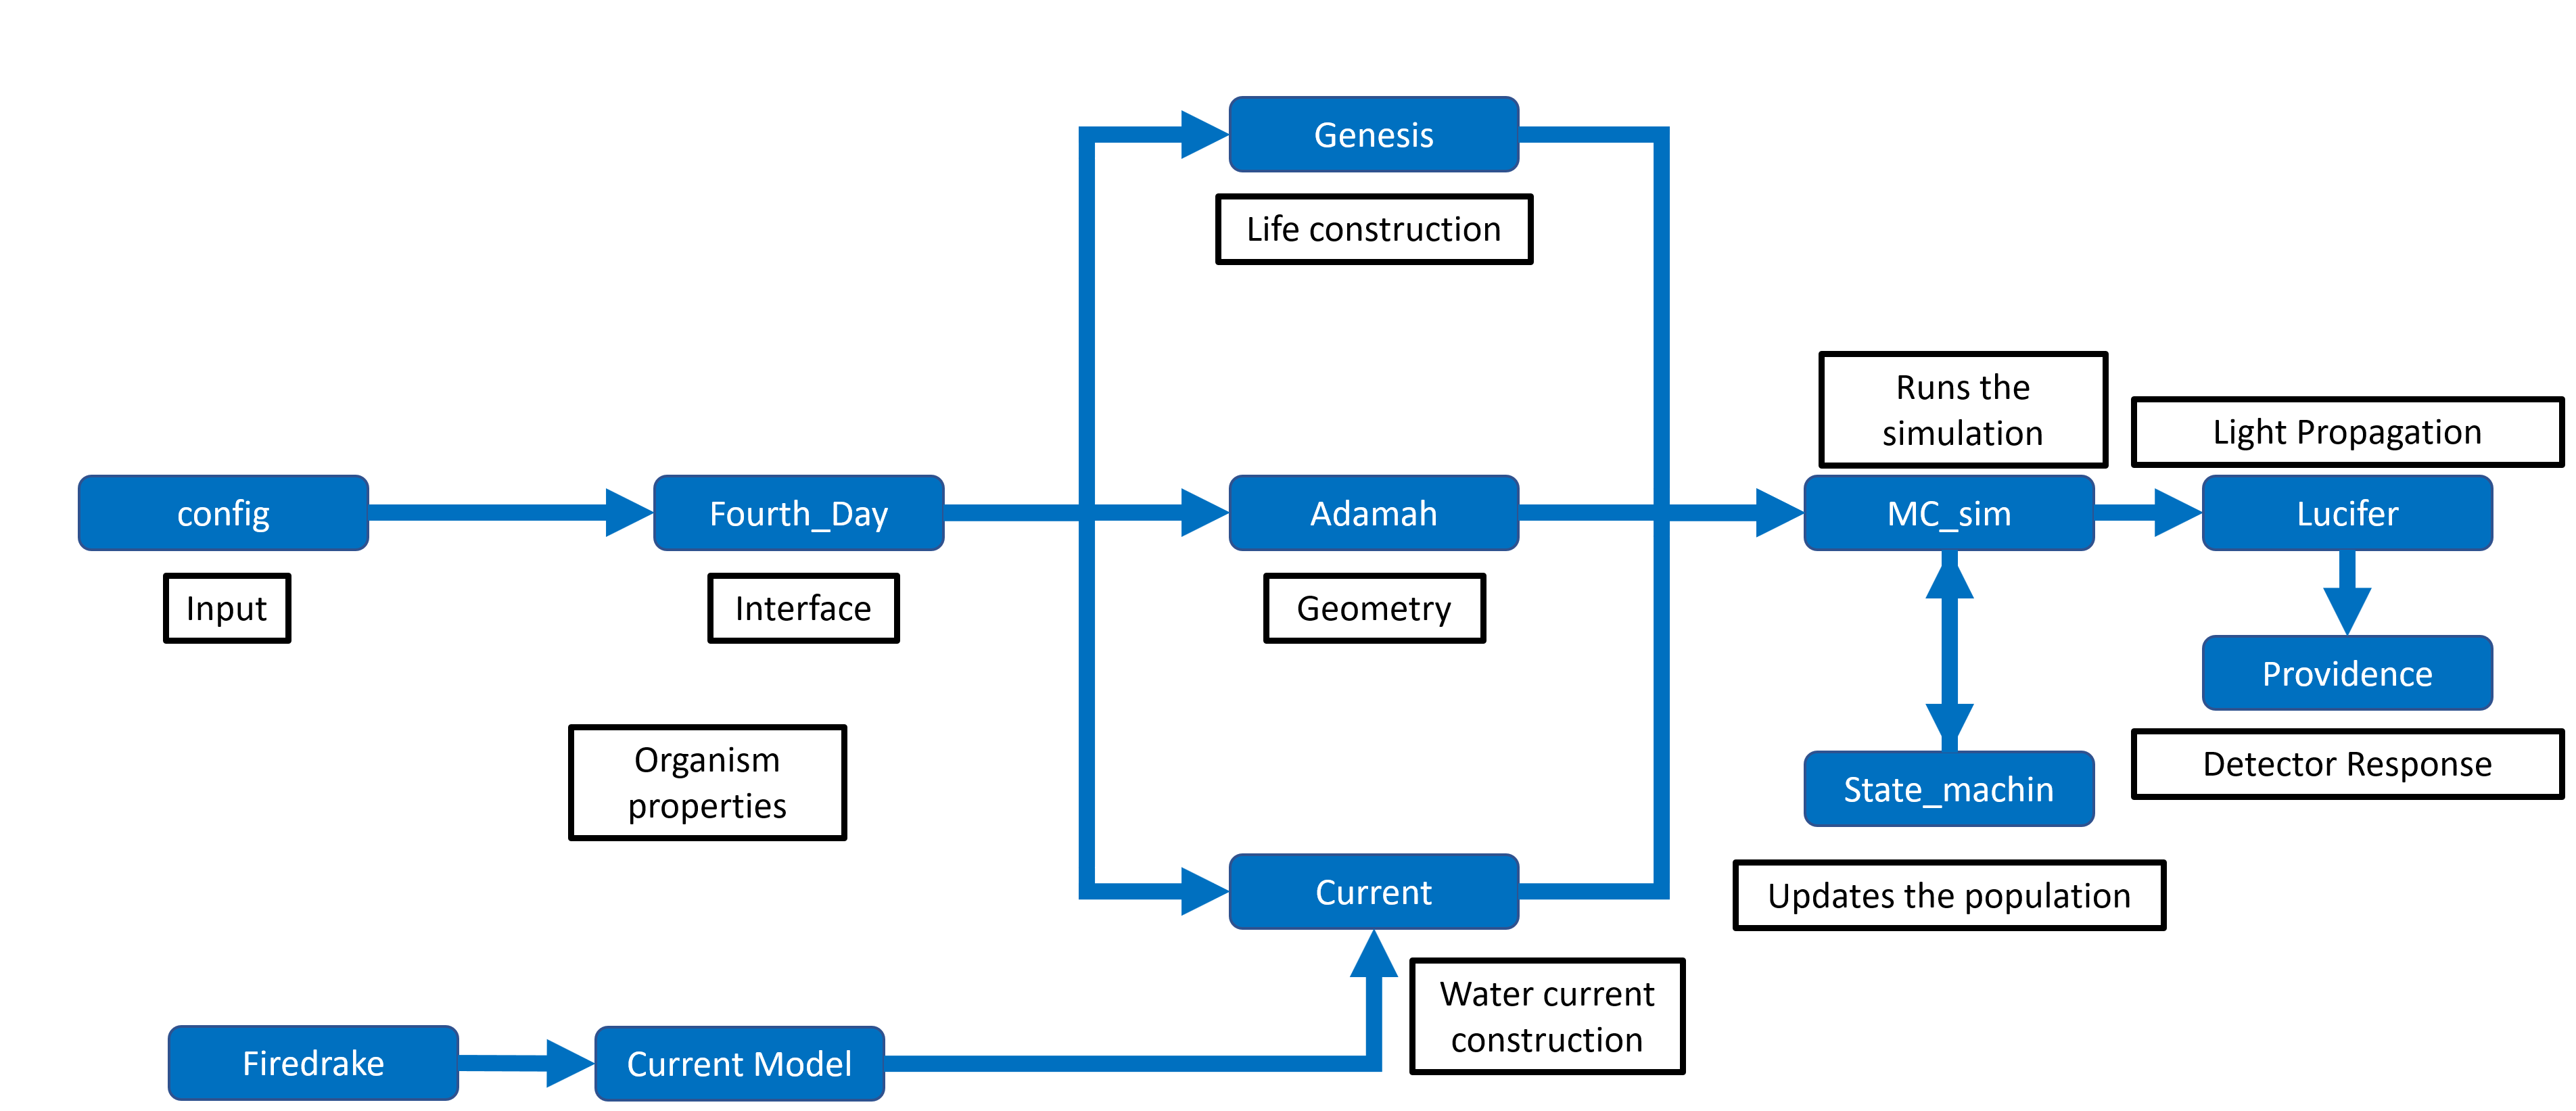 Genesis
Life construction
Runs the
simulation
Light Propagation
config
Fourth_Day
Adamah
MC_sim
Lucifer
Input
Interface
Geometry
Providence
Organism
properties
State_machin
Detector Response
Current
Updates the population
Water current
construction
Firedrake
Current Model